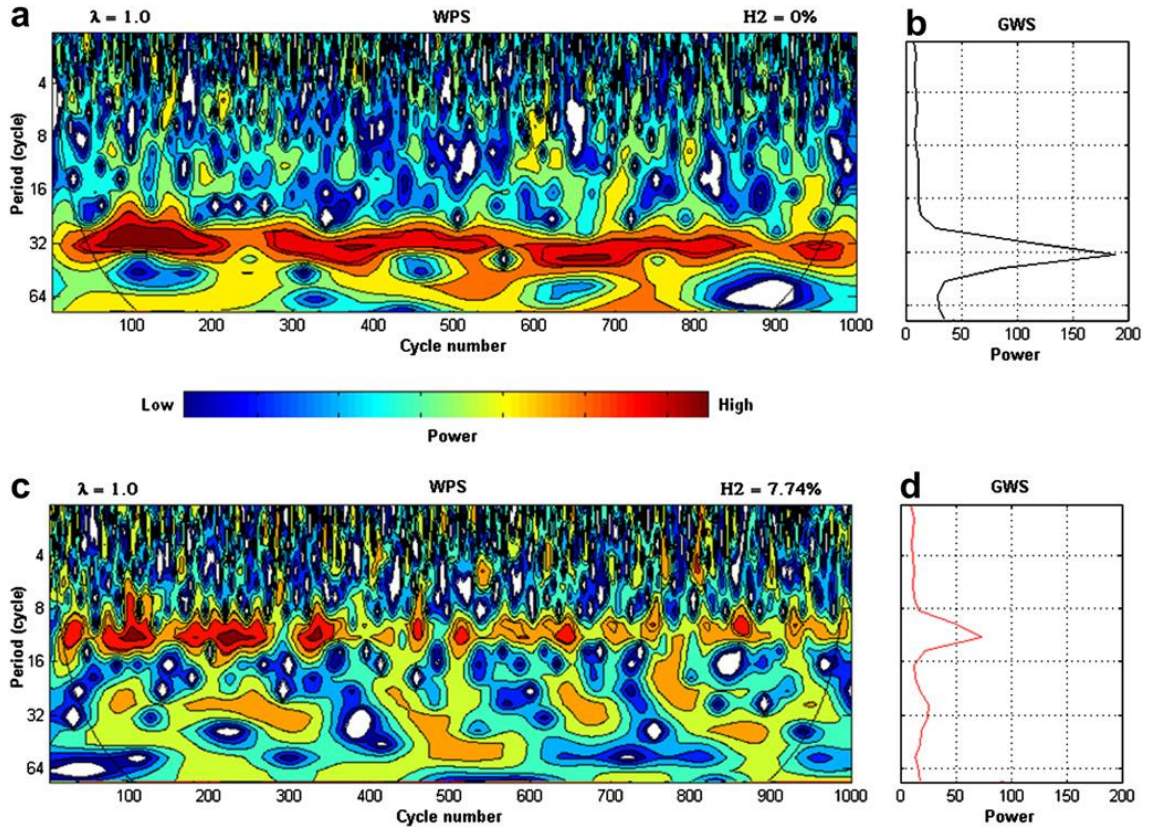 a λ = 1.0 WPS H2 = 0% b GWS
Period (cycle)
4
8
16
32
64
100 200 300 400 500 600 700 800 900 1000
Cycle number
0 50 100 150 200
Power
Low High
Power
c λ = 1.0 WPS H2 = 7.74% d GWS
Period (cycle)
4
8
16
32
64
100 200 300 400 500 600 700 800 900 1000
Cycle number
0 50 100 150 200
Power